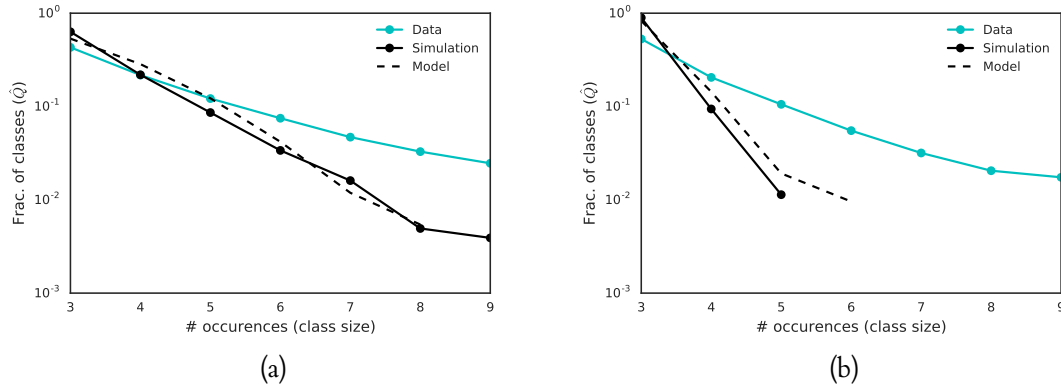 10^0
10^-1
10^-2
10^-3
Frac. of classes (Q̂)
3 4 5 6 7 8 9
# occurences (class size)
Data
Simulation
Model
(a)
10^0
10^-1
10^-2
10^-3
Frac. of classes (Q̂)
3 4 5 6 7 8 9
# occurences (class size)
Data
Simulation
Model
(b)